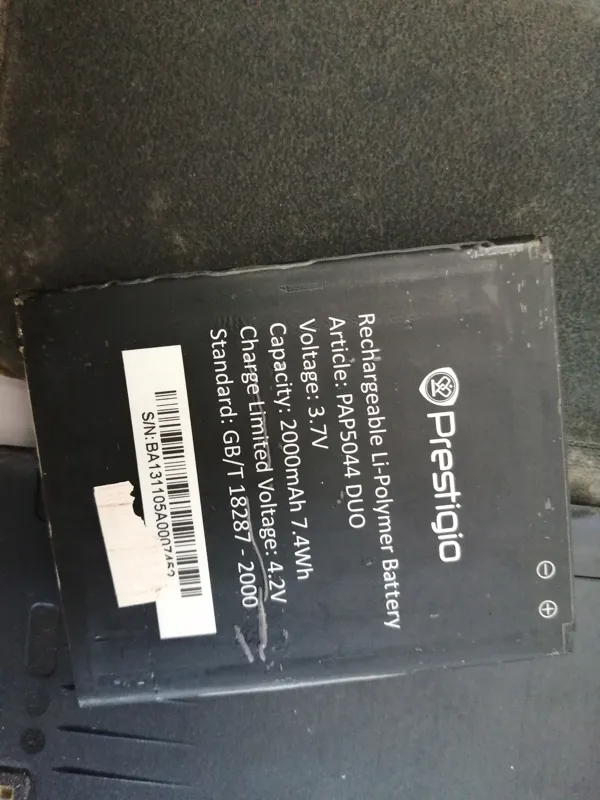 Prestigio
Rechargeable Li-Polymer Battery
Article: PAP5044 DUO
Voltage: 3.7V
Capacity: 2000mAh 7.4Wh
Charge Limited Voltage: 4.2V
Standard: GB/T 18287 - 2000
S/N:BA131105A0007452